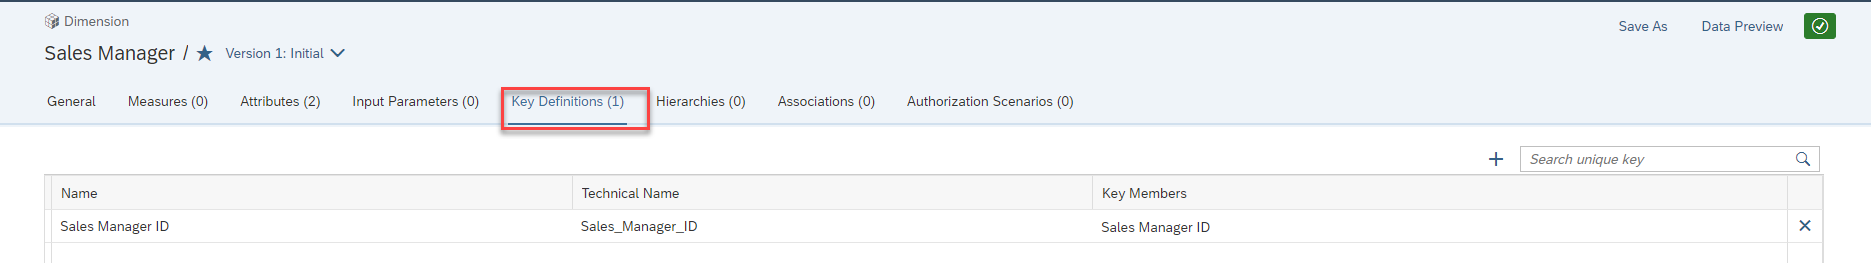 Dimension
Save As Data Preview
Sales Manager / Version 1: Initial
General Measures (0) Attributes (2) Input Parameters (0) Key Definitions (1) Hierarchies (0) Associations (0) Authorization Scenarios (0)
Search unique key
Name Technical Name Key Members
Sales Manager ID Sales_Manager_ID Sales Manager ID